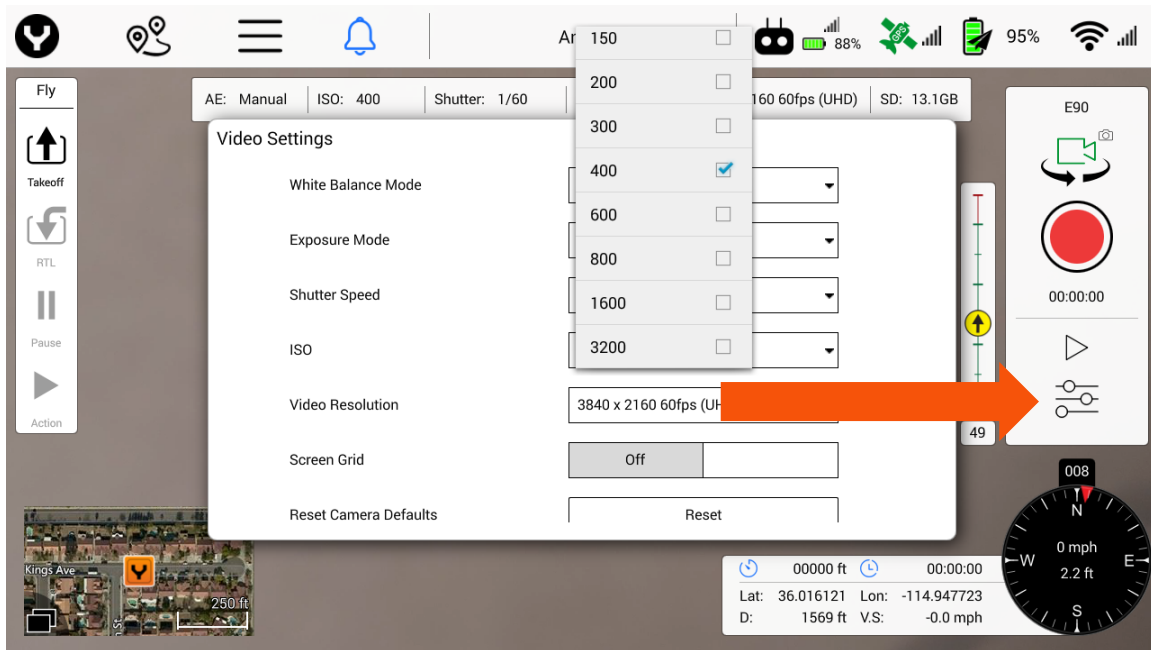 Ar
88%
GPS
95%
Fly
Takeoff
RTL
Pause
Action
AE: Manual
ISO: 400
Shutter: 1/60
160 60fps (UHD)
SD: 13.1GB
Video Settings
White Balance Mode
Exposure Mode
Shutter Speed
ISO
Video Resolution
3840 x 2160 60fps (UH
Screen Grid
Off
Reset Camera Defaults
Reset
150
200
300
400
600
800
1600
3200
E90
00:00:00
49
008
N
W
E
S
0 mph
2.2 ft
Kings Ave
250 ft
00000 ft
00:00:00
Lat: 36.016121 Lon: -114.947723
D: 1569 ft V.S: -0.0 mph